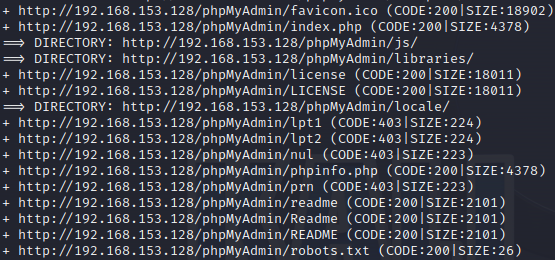 + http://192.168.153.128/phpMyAdmin/favicon.ico (CODE:200|SIZE:18902)
+ http://192.168.153.128/phpMyAdmin/index.php (CODE:200|SIZE:4378)
==> DIRECTORY: http://192.168.153.128/phpMyAdmin/js/
==> DIRECTORY: http://192.168.153.128/phpMyAdmin/libraries/
+ http://192.168.153.128/phpMyAdmin/license (CODE:200|SIZE:18011)
+ http://192.168.153.128/phpMyAdmin/LICENSE (CODE:200|SIZE:18011)
==> DIRECTORY: http://192.168.153.128/phpMyAdmin/locale/
+ http://192.168.153.128/phpMyAdmin/lpt1 (CODE:403|SIZE:224)
+ http://192.168.153.128/phpMyAdmin/lpt2 (CODE:403|SIZE:224)
+ http://192.168.153.128/phpMyAdmin/nul (CODE:403|SIZE:223)
+ http://192.168.153.128/phpMyAdmin/phpinfo.php (CODE:200|SIZE:4378)
+ http://192.168.153.128/phpMyAdmin/prn (CODE:403|SIZE:223)
+ http://192.168.153.128/phpMyAdmin/readme (CODE:200|SIZE:2101)
+ http://192.168.153.128/phpMyAdmin/Readme (CODE:200|SIZE:2101)
+ http://192.168.153.128/phpMyAdmin/README (CODE:200|SIZE:2101)
+ http://192.168.153.128/phpMyAdmin/robots.txt (CODE:200|SIZE:26)